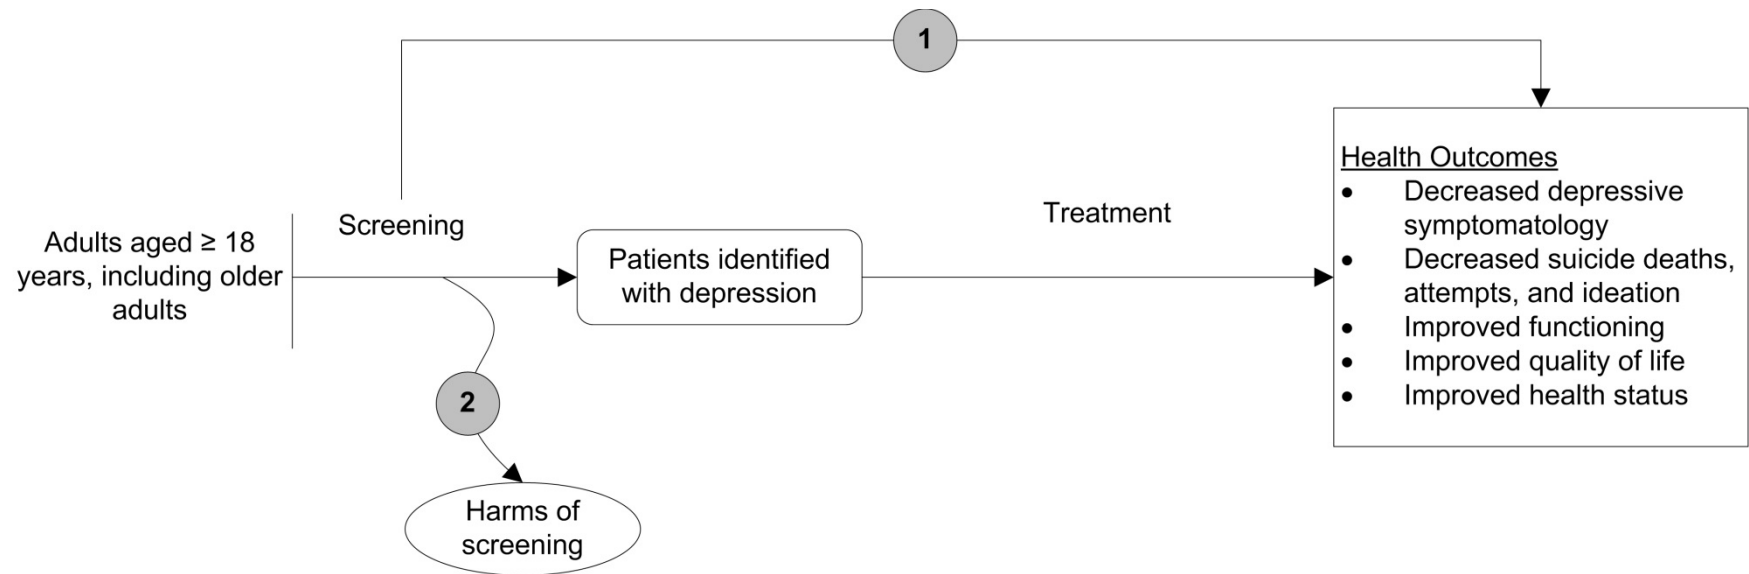 1
Adults aged ≥ 18
years, including older
adults
Screening
Patients identified
with depression
Treatment
Health Outcomes
• Decreased depressive
symptomatology
• Decreased suicide deaths,
attempts, and ideation
• Improved functioning
• Improved quality of life
• Improved health status
2
Harms of
screening